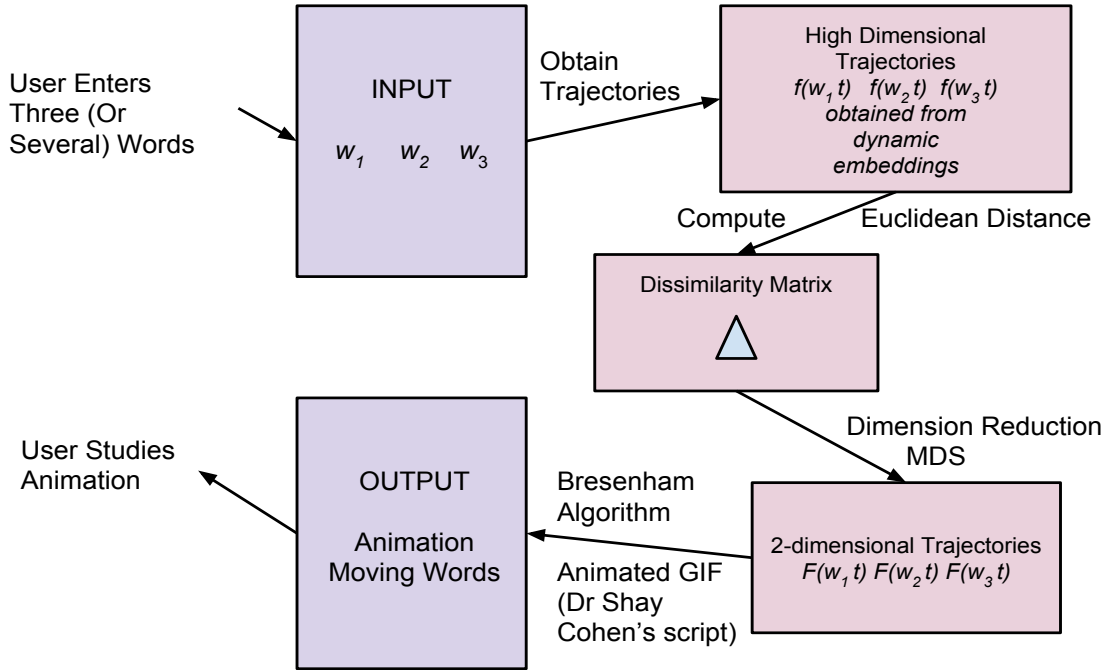 User Enters
Three (Or
Several) Words
INPUT
w1 w2 w3
Obtain
Trajectories
High Dimensional
Trajectories
f(w1 t) f(w2 t) f(w3 t)
obtained from
dynamic
embeddings
Compute Euclidean Distance
Dissimilarity Matrix
Dimension Reduction
MDS
2-dimensional Trajectories
F(w1 t) F(w2 t) F(w3 t)
Bresenham
Algorithm
Animated GIF
(Dr Shay
Cohen's script)
OUTPUT
Animation
Moving Words
User Studies
Animation